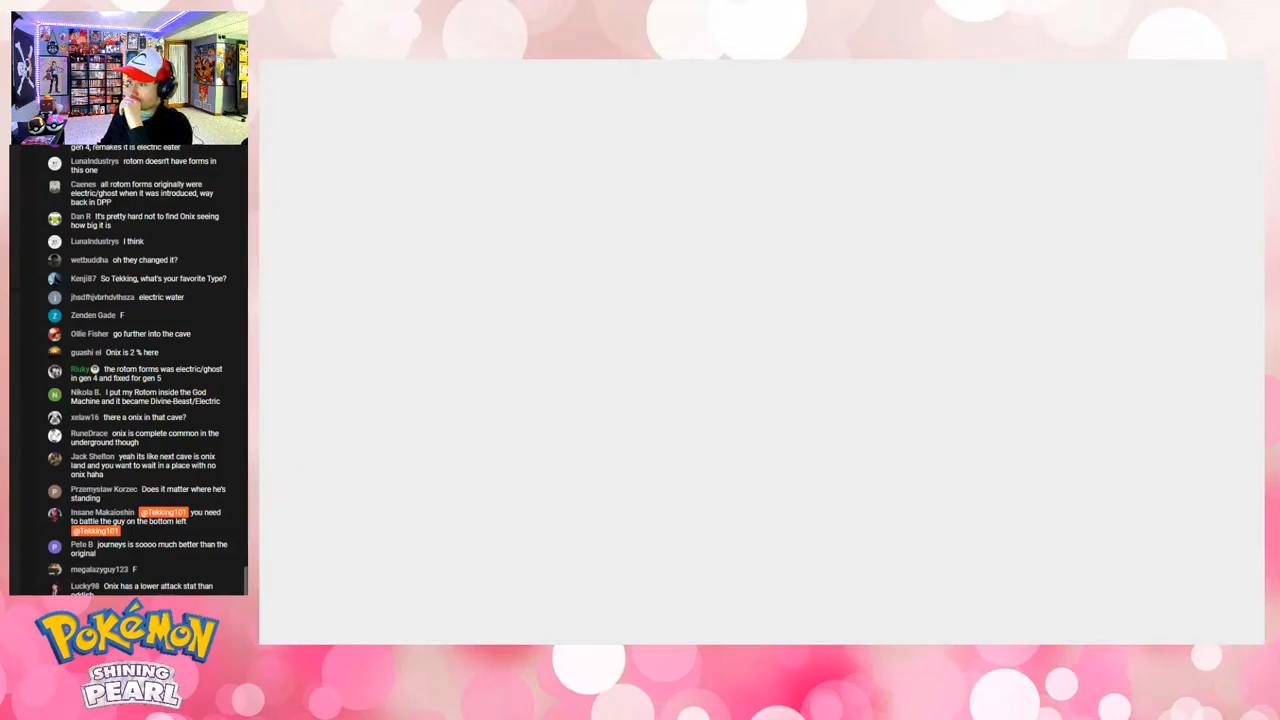 gen 4, remakes it is electric eater
LunaIndustrys rotom doesn't have forms in
this one
Caenes all rotom forms originally were
electric/ghost when it was introduced, way
back in DPP
Dan R It's pretty hard not to find Onix seeing
how big it is
LunaIndustrys I think
wetbuddha oh they changed it?
Kenji87 So Tekking, what's your favorite Type?
j
jhsdfhjvbrhdvlhsza electric water
Z
Zenden Gade F
Ollie Fisher go further into the cave
guashi el Onix is 2 % here
Riuky the rotom forms was electric/ghost
in gen 4 and fixed for gen 5
N
Nikola B. I put my Rotom inside the God
Machine and it became Divine-Beast/Electric
xelaw16 there a onix in that cave?
RuneDrace onix is complete common in the
underground though
Jack Shelton yeah its like next cave is onix
land and you want to wait in a place with no
onix haha
P
Przemysław Korzec Does it matter where he's
standing
Insane Makaioshin @Tekking101 you need
to battle the guy on the bottom left
@Tekking101
P
Pete B journeys is soooo much better than the
original
megalazyguy123 F
Lucky98 Onix has a lower attack stat than
POKÉMON
SHINING
PEARL